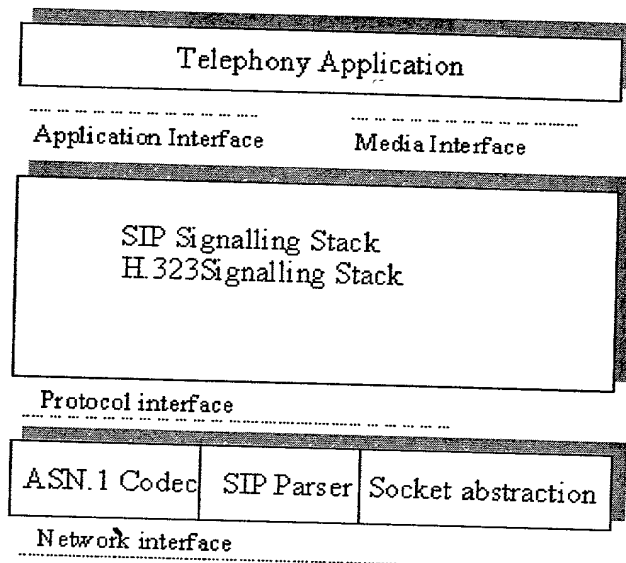 Telephony Application
Application Interface
Media Interface
SIP Signalling Stack
H.323Signalling Stack
Protocol interface
ASN.1 Codec
SIP Parser
Socket abstraction
Network interface